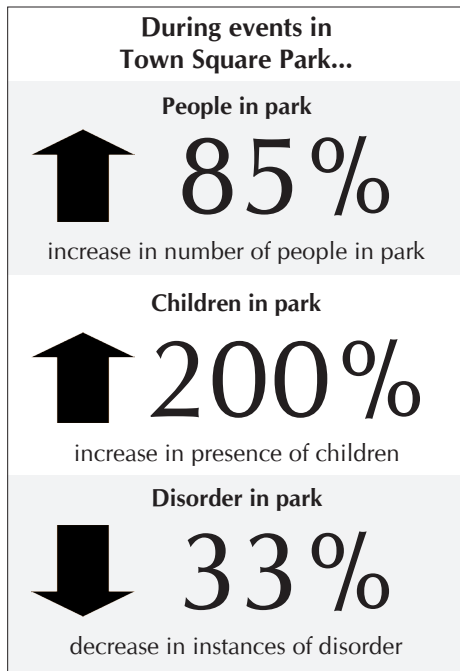 During events in
Town Square Park...
People in park
85%
increase in number of people in park
Children in park
200%
increase in presence of children
Disorder in park
33%
decrease in instances of disorder